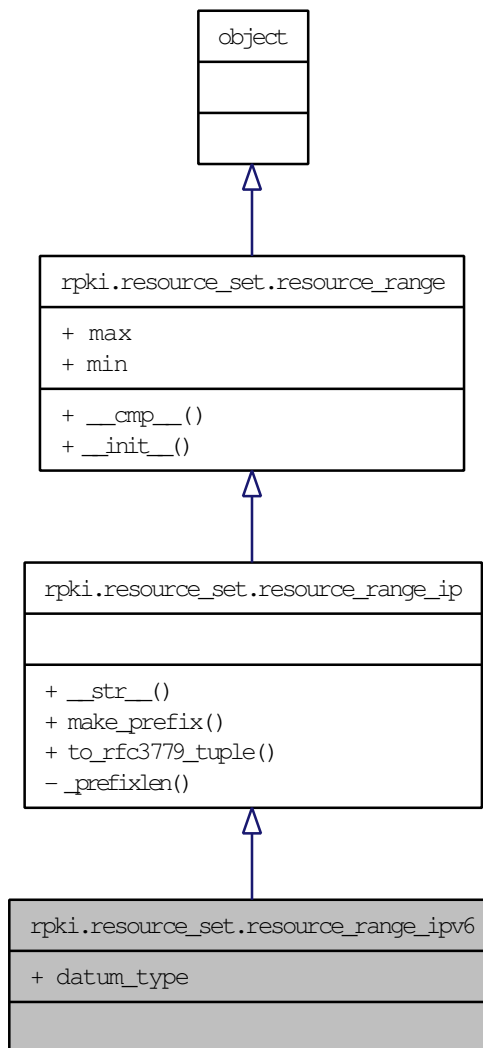 object
rpki.resource_set.resource_range
+ max
+ min
+ __cmp__()
+ __init__()
rpki.resource_set.resource_range_ip
+ __str__()
+ make_prefix()
+ to_rfc3779_tuple()
− _prefixlen()
rpki.resource_set.resource_range_ipv6
+ datum_type